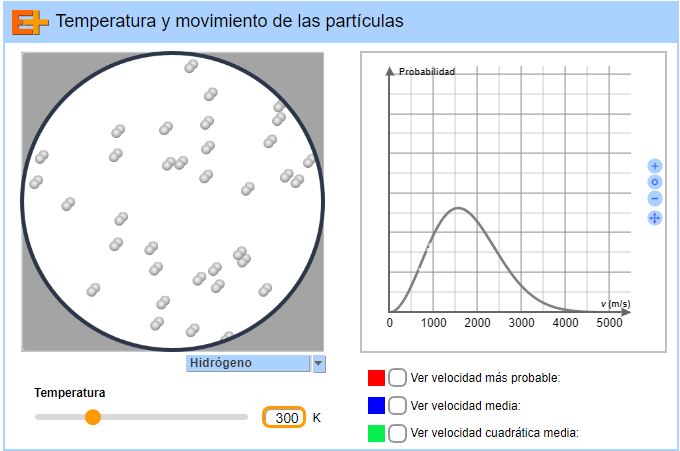 E+ Temperatura y movimiento de las partículas
Probabilidad
v (m/s)
0 1000 2000 3000 4000 5000
Hidrógeno
Temperatura
300 K
Ver velocidad más probable:
Ver velocidad media:
Ver velocidad cuadrática media: